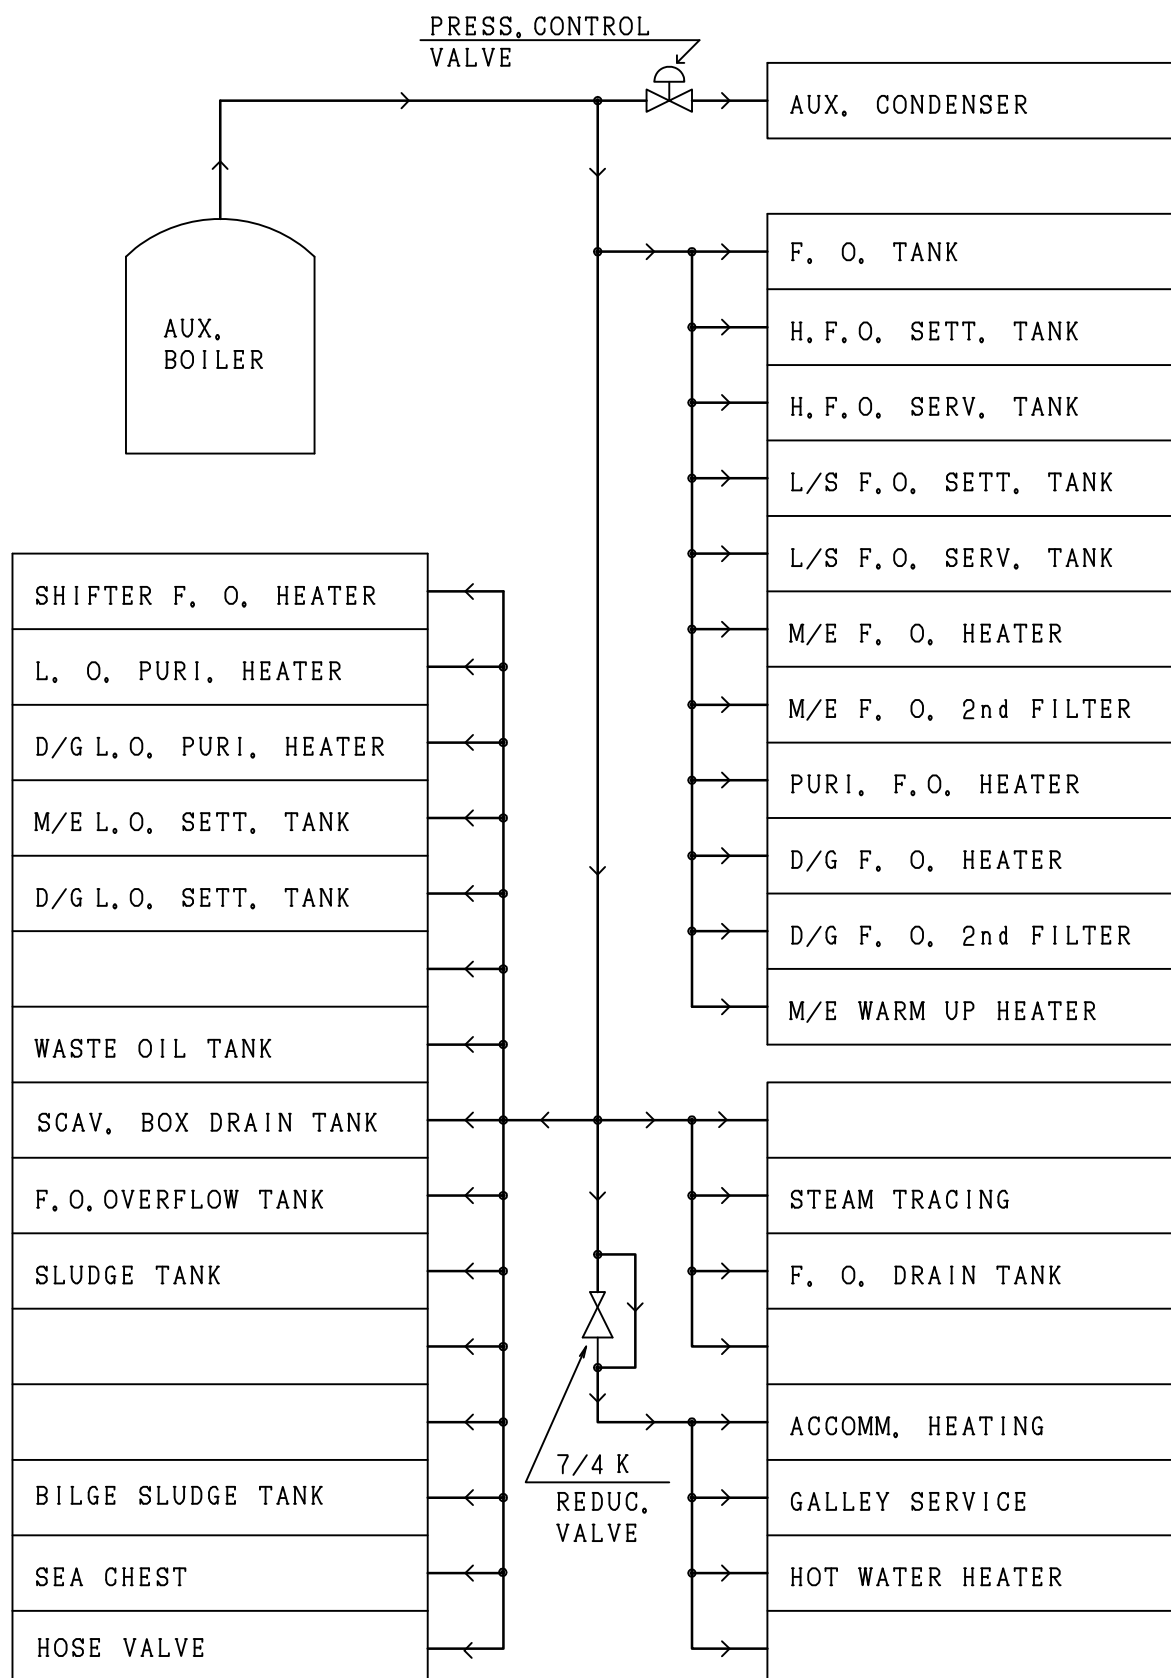 PRESS. CONTROL
VALVE
AUX. CONDENSER
F. O. TANK
AUX.
BOILER
H.F.O. SETT. TANK
H.F.O. SERV. TANK
L/S F.O. SETT. TANK
L/S F.O. SERV. TANK
M/E F. O. HEATER
M/E F. O. 2nd FILTER
PURI. F.O. HEATER
D/G F. O. HEATER
D/G F. O. 2nd FILTER
M/E WARM UP HEATER
SHIFTER F. O. HEATER
L. O. PURI. HEATER
D/G L.O. PURI. HEATER
M/E L.O. SETT. TANK
D/G L.O. SETT. TANK
WASTE OIL TANK
SCAV. BOX DRAIN TANK
F.O.OVERFLOW TANK
SLUDGE TANK
BILGE SLUDGE TANK
SEA CHEST
HOSE VALVE
STEAM TRACING
F. O. DRAIN TANK
7/4 K
REDUC.
VALVE
ACCOMM. HEATING
GALLEY SERVICE
HOT WATER HEATER